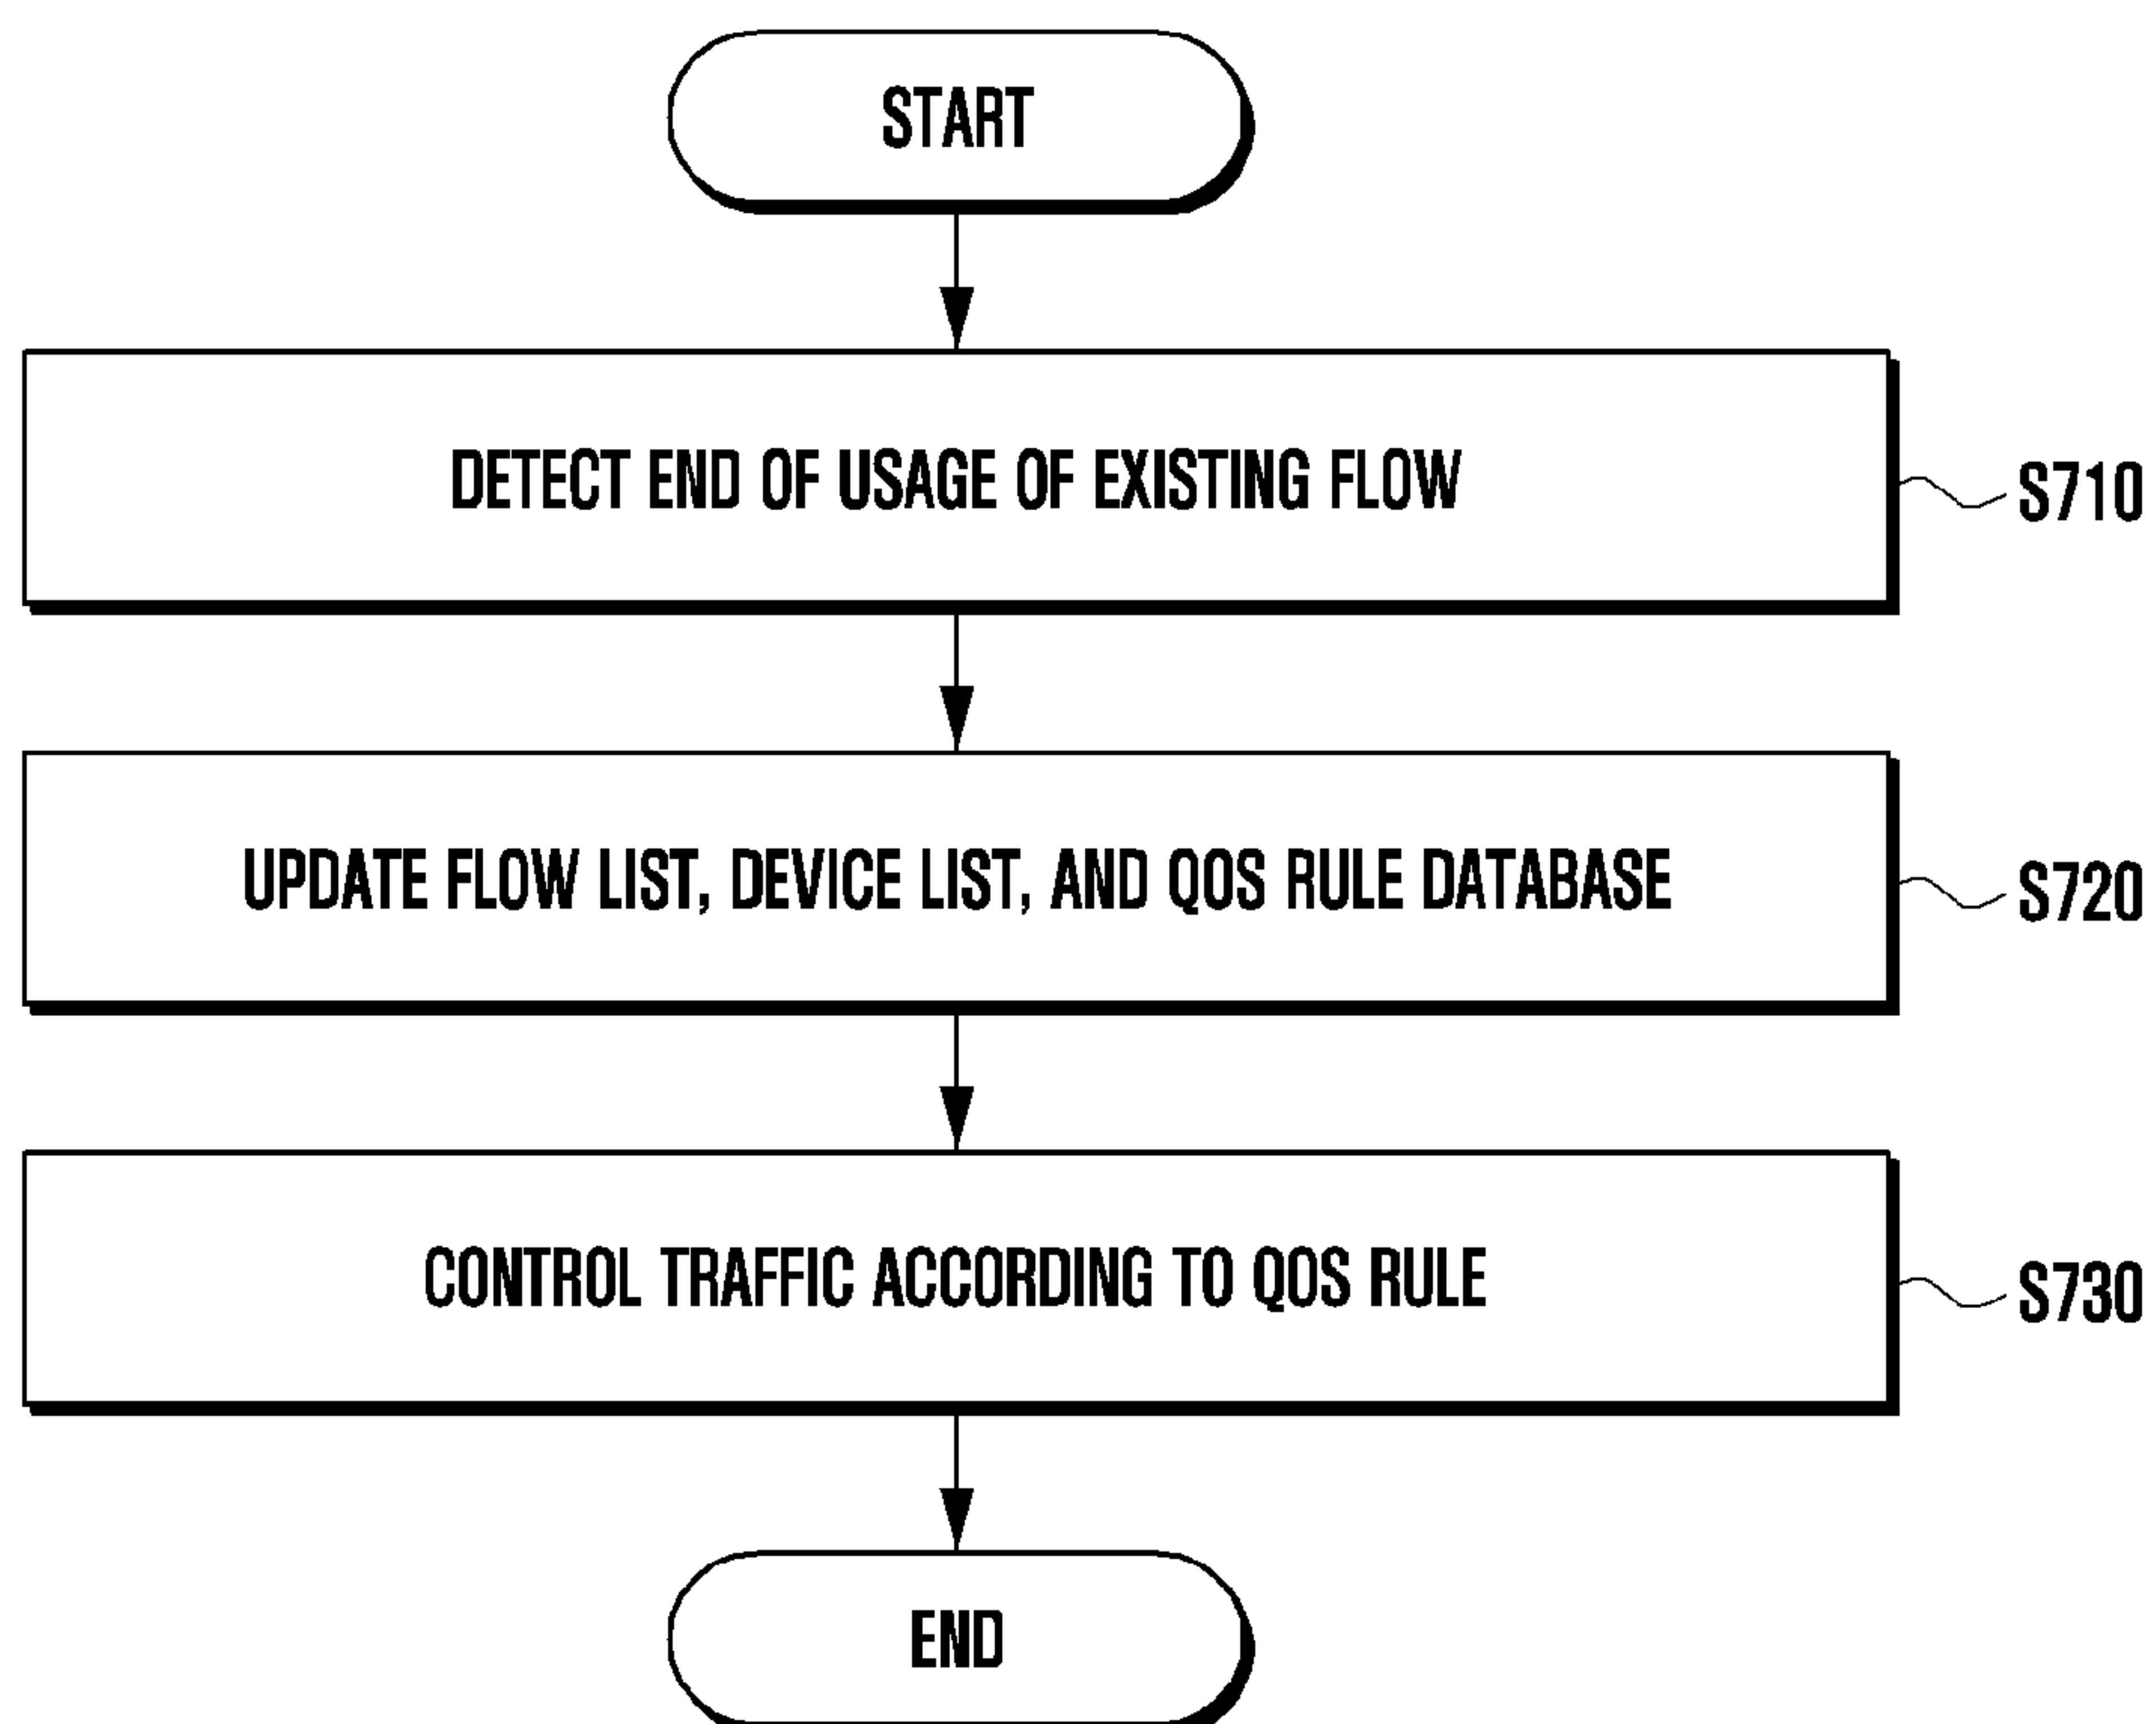 START
DETECT END OF USAGE OF EXISTING FLOW
S710
UPDATE FLOW LIST, DEVICE LIST, AND QOS RULE DATABASE
S720
CONTROL TRAFFIC ACCORDING TO QOS RULE
S730
END